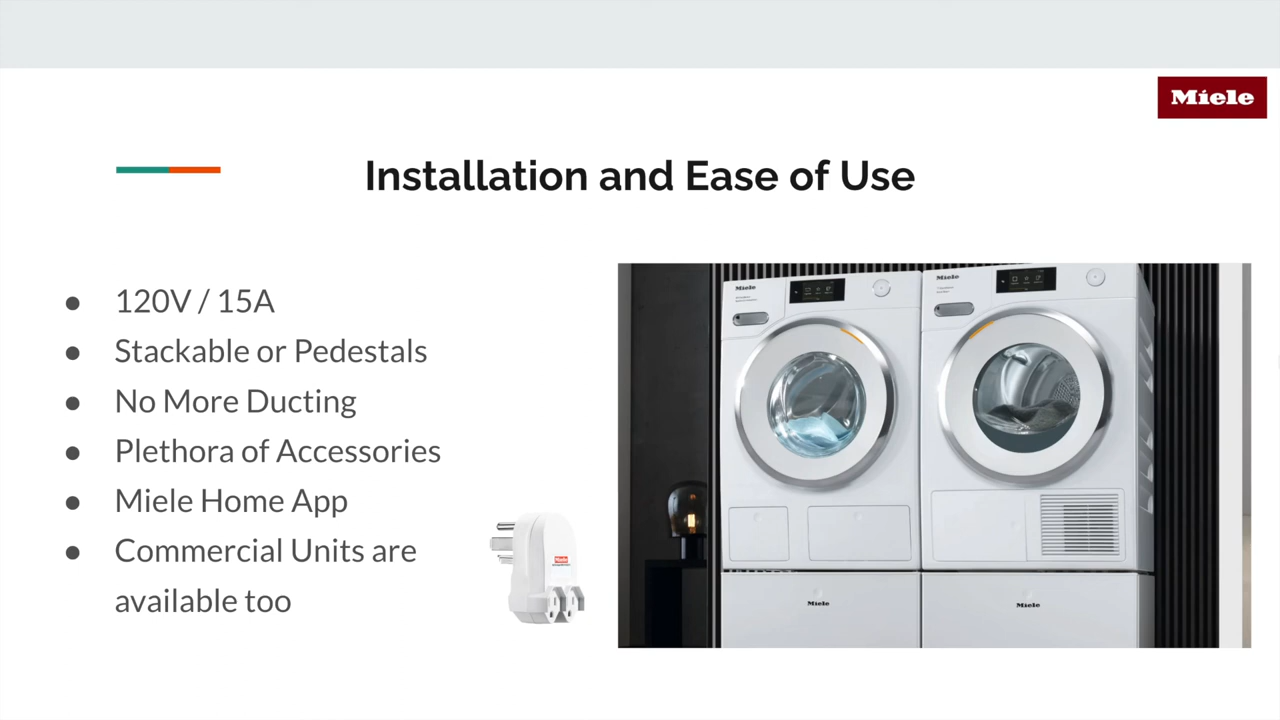 Miele
Installation and Ease of Use
120V / 15A
Stackable or Pedestals
No More Ducting
Plethora of Accessories
Miele Home App
Commercial Units are
available too
Miele
Miele
Miele
Miele
Miele